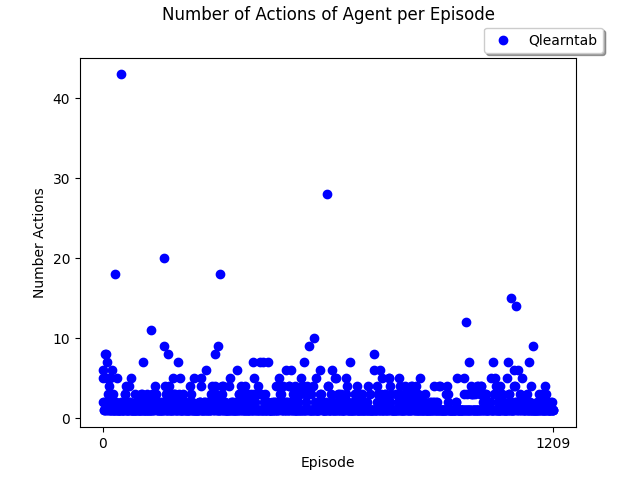 Number of Actions of Agent per Episode
Qlearntab
40
30
20
10
0
Number Actions
0 1209
Episode